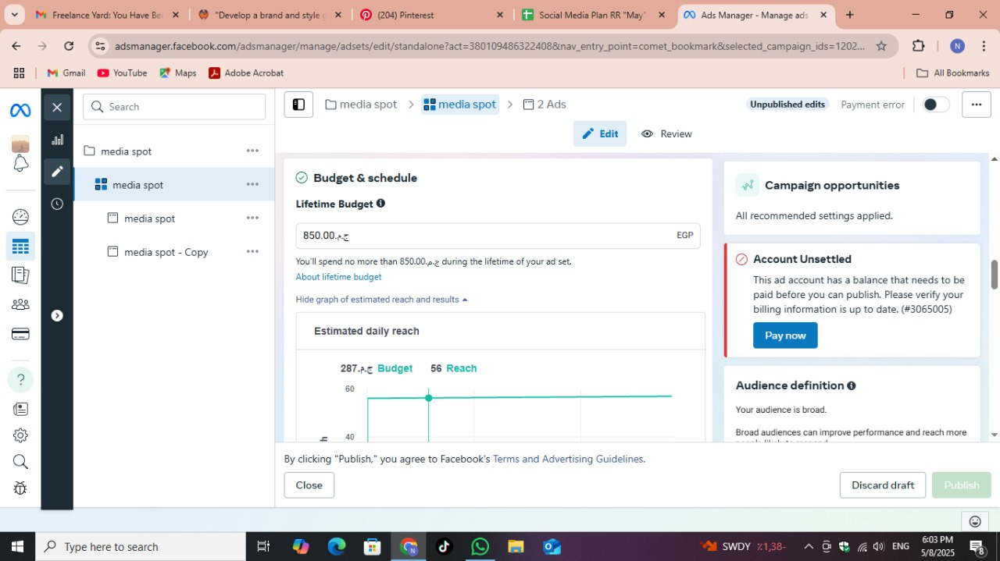 Freelance Yard: You Have Be
"Develop a brand and style g
(204) Pinterest
Social Media Plan RR "May"
Ads Manager - Manage ads
adsmanager.facebook.com/adsmanager/manage/adsets/edit/standalone?act=380109486322408&nav_entry_point=comet_bookmark&selected_campaign_ids=1202...
N
Gmail
YouTube
Maps
Adobe Acrobat
All Bookmarks
Search
media spot
media spot
2 Ads
Unpublished edits
Payment error
Edit
Review
media spot
media spot
media spot
media spot - Copy
Budget & schedule
Lifetime Budget
850.00.ج.م
EGP
You'll spend no more than 850.00.ج.م during the lifetime of your ad set.
About lifetime budget
Hide graph of estimated reach and results
Estimated daily reach
287.ج.م Budget
56 Reach
60
40
Campaign opportunities
All recommended settings applied.
Account Unsettled
This ad account has a balance that needs to be
paid before you can publish. Please verify your
billing information is up to date. (#3065005)
Pay now
Audience definition
Your audience is broad.
Broad audiences can improve performance and reach more
By clicking "Publish," you agree to Facebook's Terms and Advertising Guidelines.
Close
Discard draft
Publish
Type here to search
SWDY ٪1,38-
ENG
6:03 PM
5/8/2025
8